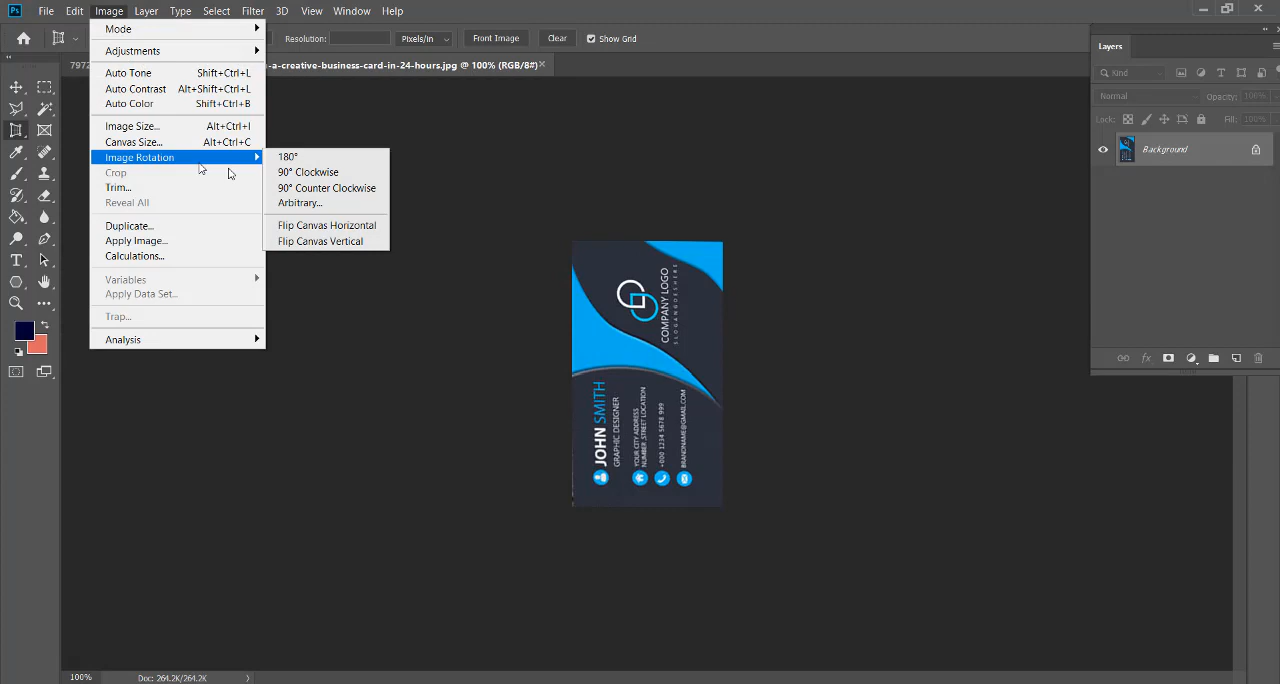 Ps File Edit Image Layer Type Select Filter 3D View Window Help
Resolution: Pixels/in Front Image Clear Show Grid
7972
-a-creative-business-card-in-24-hours.jpg @ 100% (RGB/8#)
Mode
Adjustments
Auto Tone Shift+Ctrl+L
Auto Contrast Alt+Shift+Ctrl+L
Auto Color Shift+Ctrl+B
Image Size... Alt+Ctrl+I
Canvas Size... Alt+Ctrl+C
Image Rotation
Crop
Trim...
Reveal All
Duplicate...
Apply Image...
Calculations...
Variables
Apply Data Set...
Trap...
Analysis
180°
90° Clockwise
90° Counter Clockwise
Arbitrary...
Flip Canvas Horizontal
Flip Canvas Vertical
COMPANY LOGO
SLOGANGOESHERE
JOHN SMITH
GRAPHIC DESIGNER
YOUR CITY ADDRESS
NUMBER ,STREET LOCATION
+000 1234 5678 999
BRANDNAME@GMAIL.COM
Layers
Kind
Normal Opacity: 100%
Lock: Fill: 100%
Background
fx
100% Doc: 264.2K/264.2K